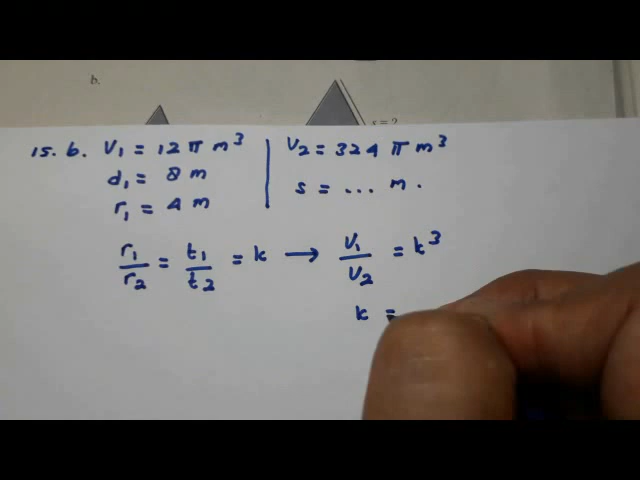 b.
s = ?
15. b. V₁ = 12 π m³ V₂ = 324 π m³
d₁ = 8 m s = ... m.
r₁ = 4 m
r₁/r₂ = t₁/t₂ = k → V₁/V₂ = k³
k =